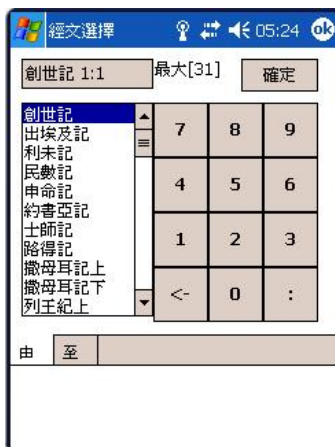 經文選擇 05:24 ok
創世記 1:1 最大[31] 確定
創世記
出埃及記
利未記
民數記
申命記
約書亞記
士師記
路得記
撒母耳記上
撒母耳記下
列王紀上
7 8 9
4 5 6
1 2 3
<- 0 :
由 至